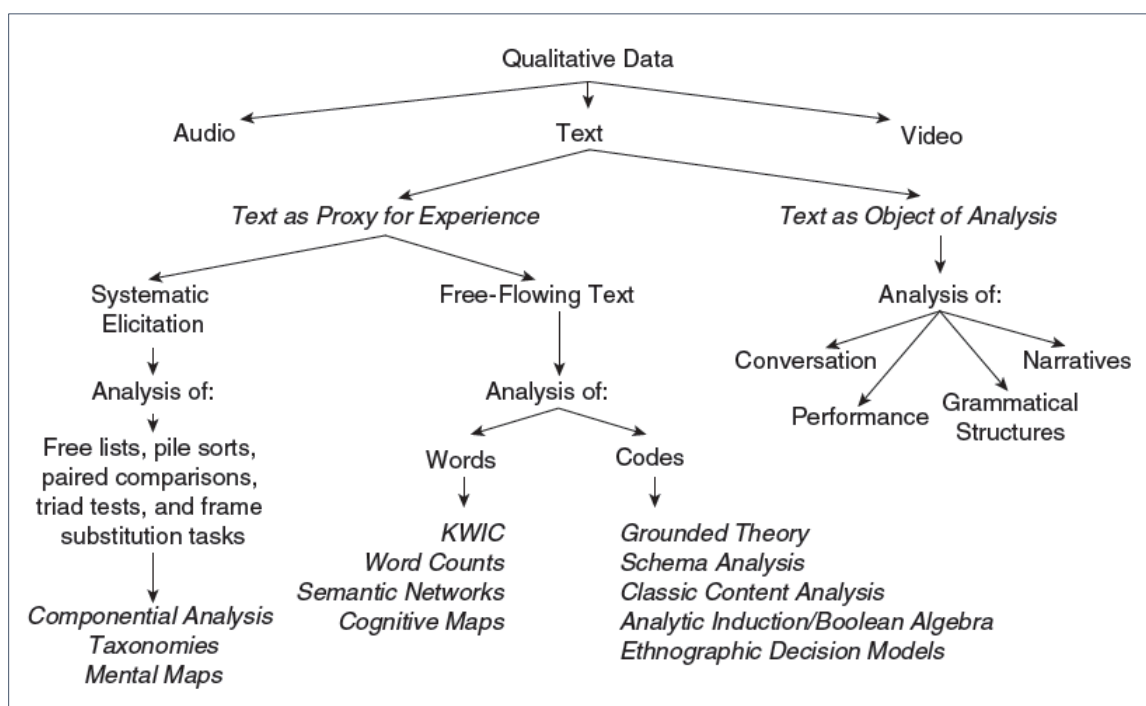 Qualitative Data
Audio
Text
Video
Text as Proxy for Experience
Text as Object of Analysis
Systematic
Elicitation
Free-Flowing Text
Analysis of:
Conversation
Narratives
Performance
Grammatical
Structures
Analysis of:
Analysis of:
Free lists, pile sorts,
paired comparisons,
triad tests, and frame
substitution tasks
Words
Codes
KWIC
Word Counts
Semantic Networks
Cognitive Maps
Grounded Theory
Schema Analysis
Classic Content Analysis
Analytic Induction/Boolean Algebra
Ethnographic Decision Models
Componential Analysis
Taxonomies
Mental Maps